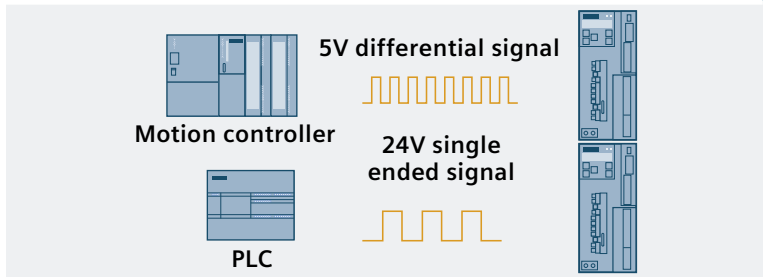 5V differential signal
Motion controller
24V single
ended signal
PLC